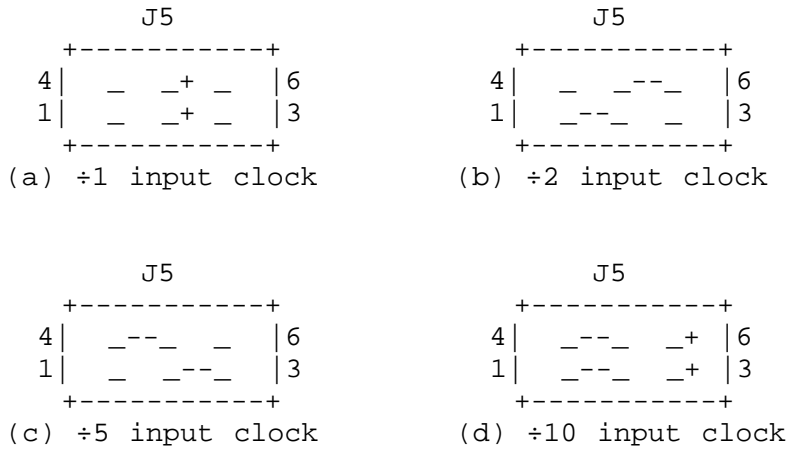 J5 J5
+-----------+ +-----------+
4| _ _+ _ |6 4| _ _--_ |6
1| _ _+ _ |3 1| _--_ _ |3
+-----------+ +-----------+
(a) ÷1 input clock (b) ÷2 input clock
J5 J5
+-----------+ +-----------+
4| _--_ _ |6 4| _--_ _+ |6
1| _ _--_ |3 1| _--_ _+ |3
+-----------+ +-----------+
(c) ÷5 input clock (d) ÷10 input clock